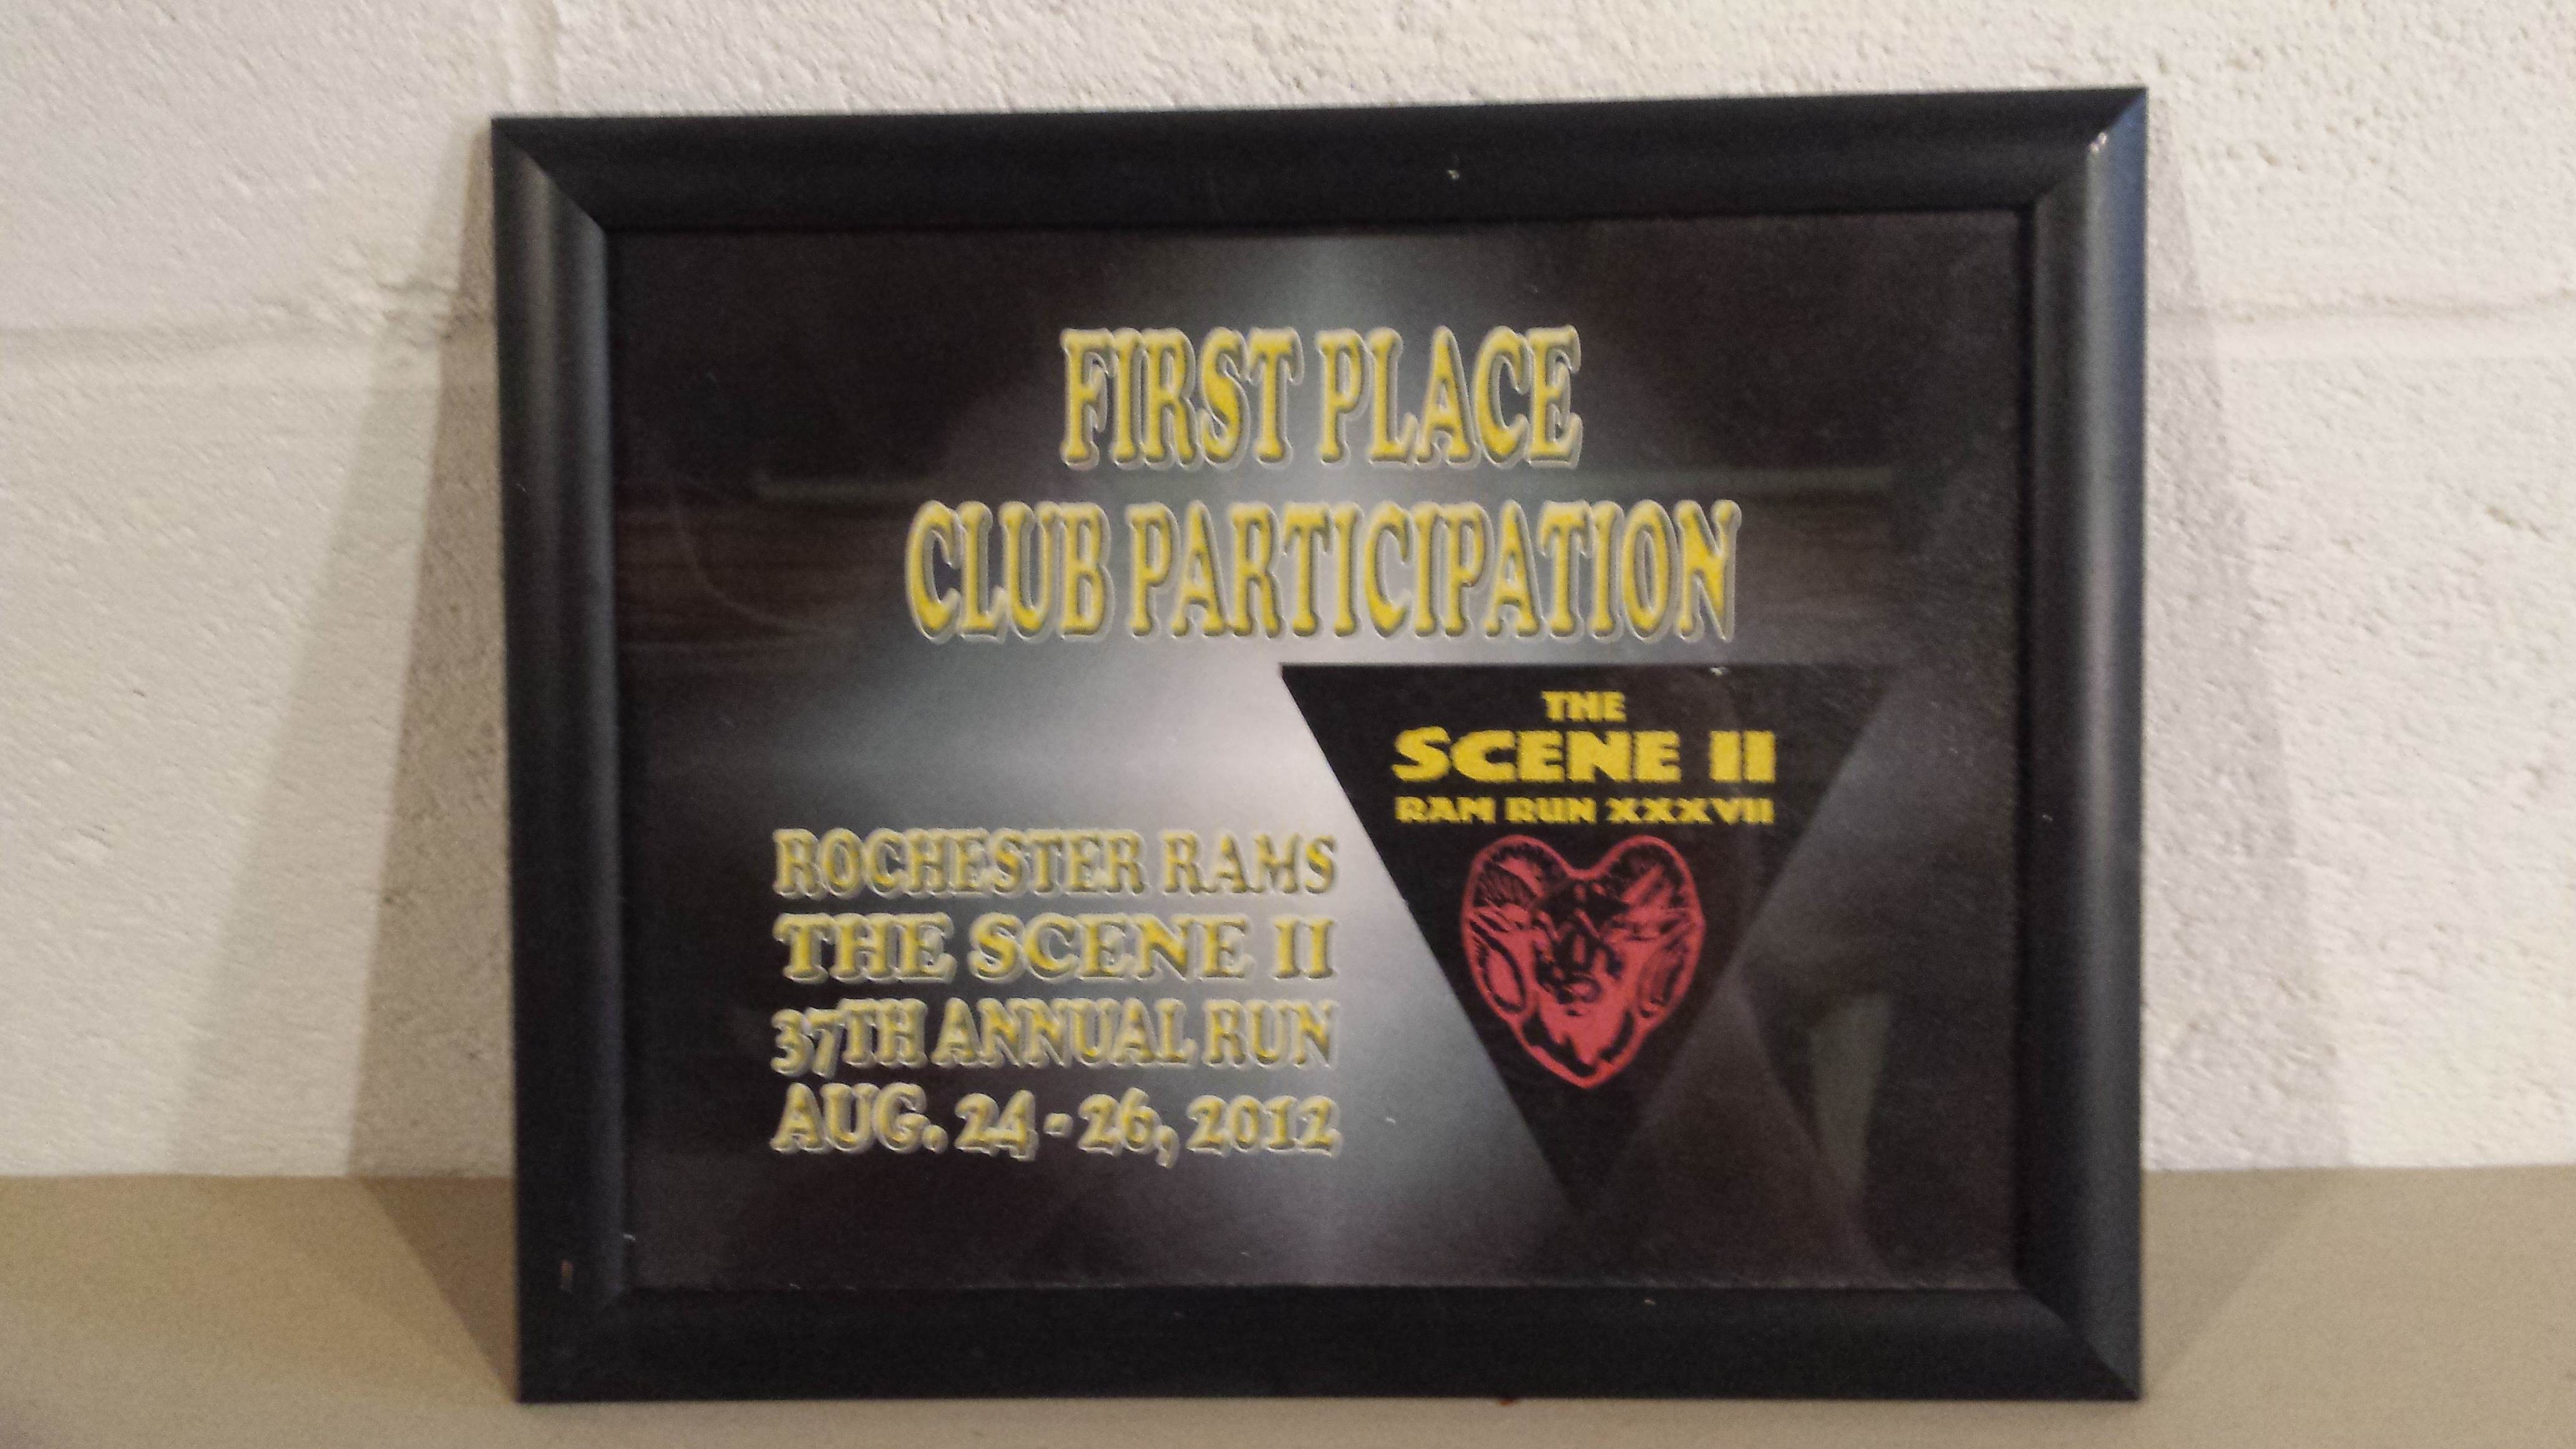 FIRST PLACE
CLUB PARTICIPATION
THE
SCENE II
RAM RUN XXXVII
ROCHESTER RAMS
THE SCENE II
37TH ANNUAL RUN
AUG. 24 - 26, 2012